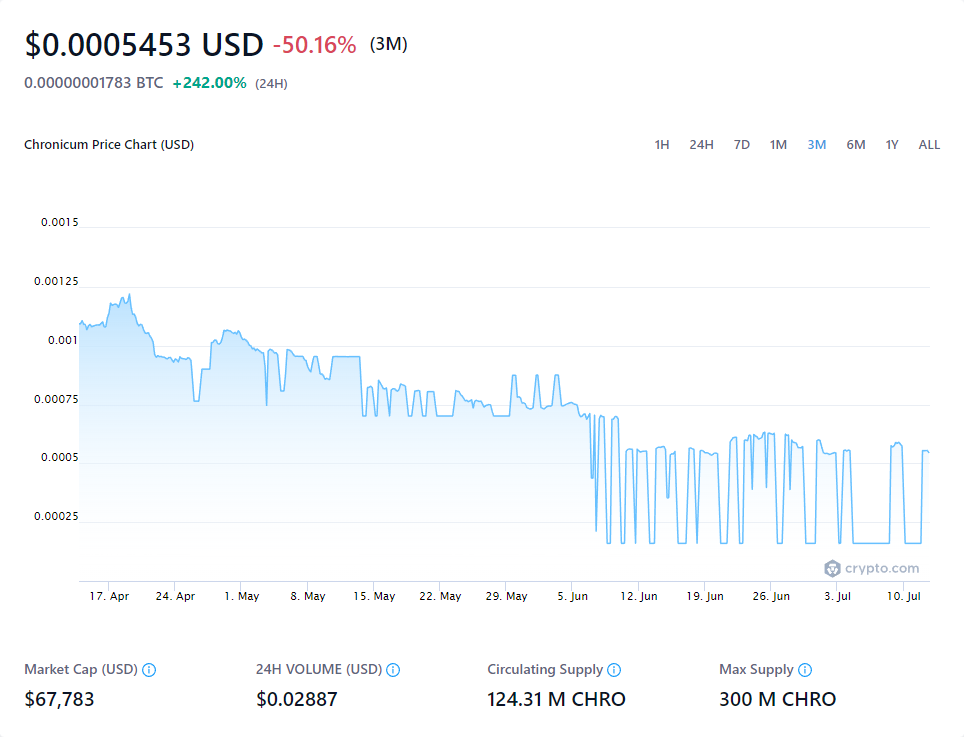 $0.0005453 USD -50.16% (3M)
0.00000001783 BTC +242.00% (24H)
Chronicum Price Chart (USD) 1H 24H 7D 1M 3M 6M 1Y ALL
0.0015
0.00125
0.001
0.00075
0.0005
0.00025
crypto.com
17. Apr 24. Apr 1. May 8. May 15. May 22. May 29. May 5. Jun 12. Jun 19. Jun 26. Jun 3. Jul 10. Jul
Market Cap (USD) 24H VOLUME (USD) Circulating Supply Max Supply
$67,783 $0.02887 124.31 M CHRO 300 M CHRO